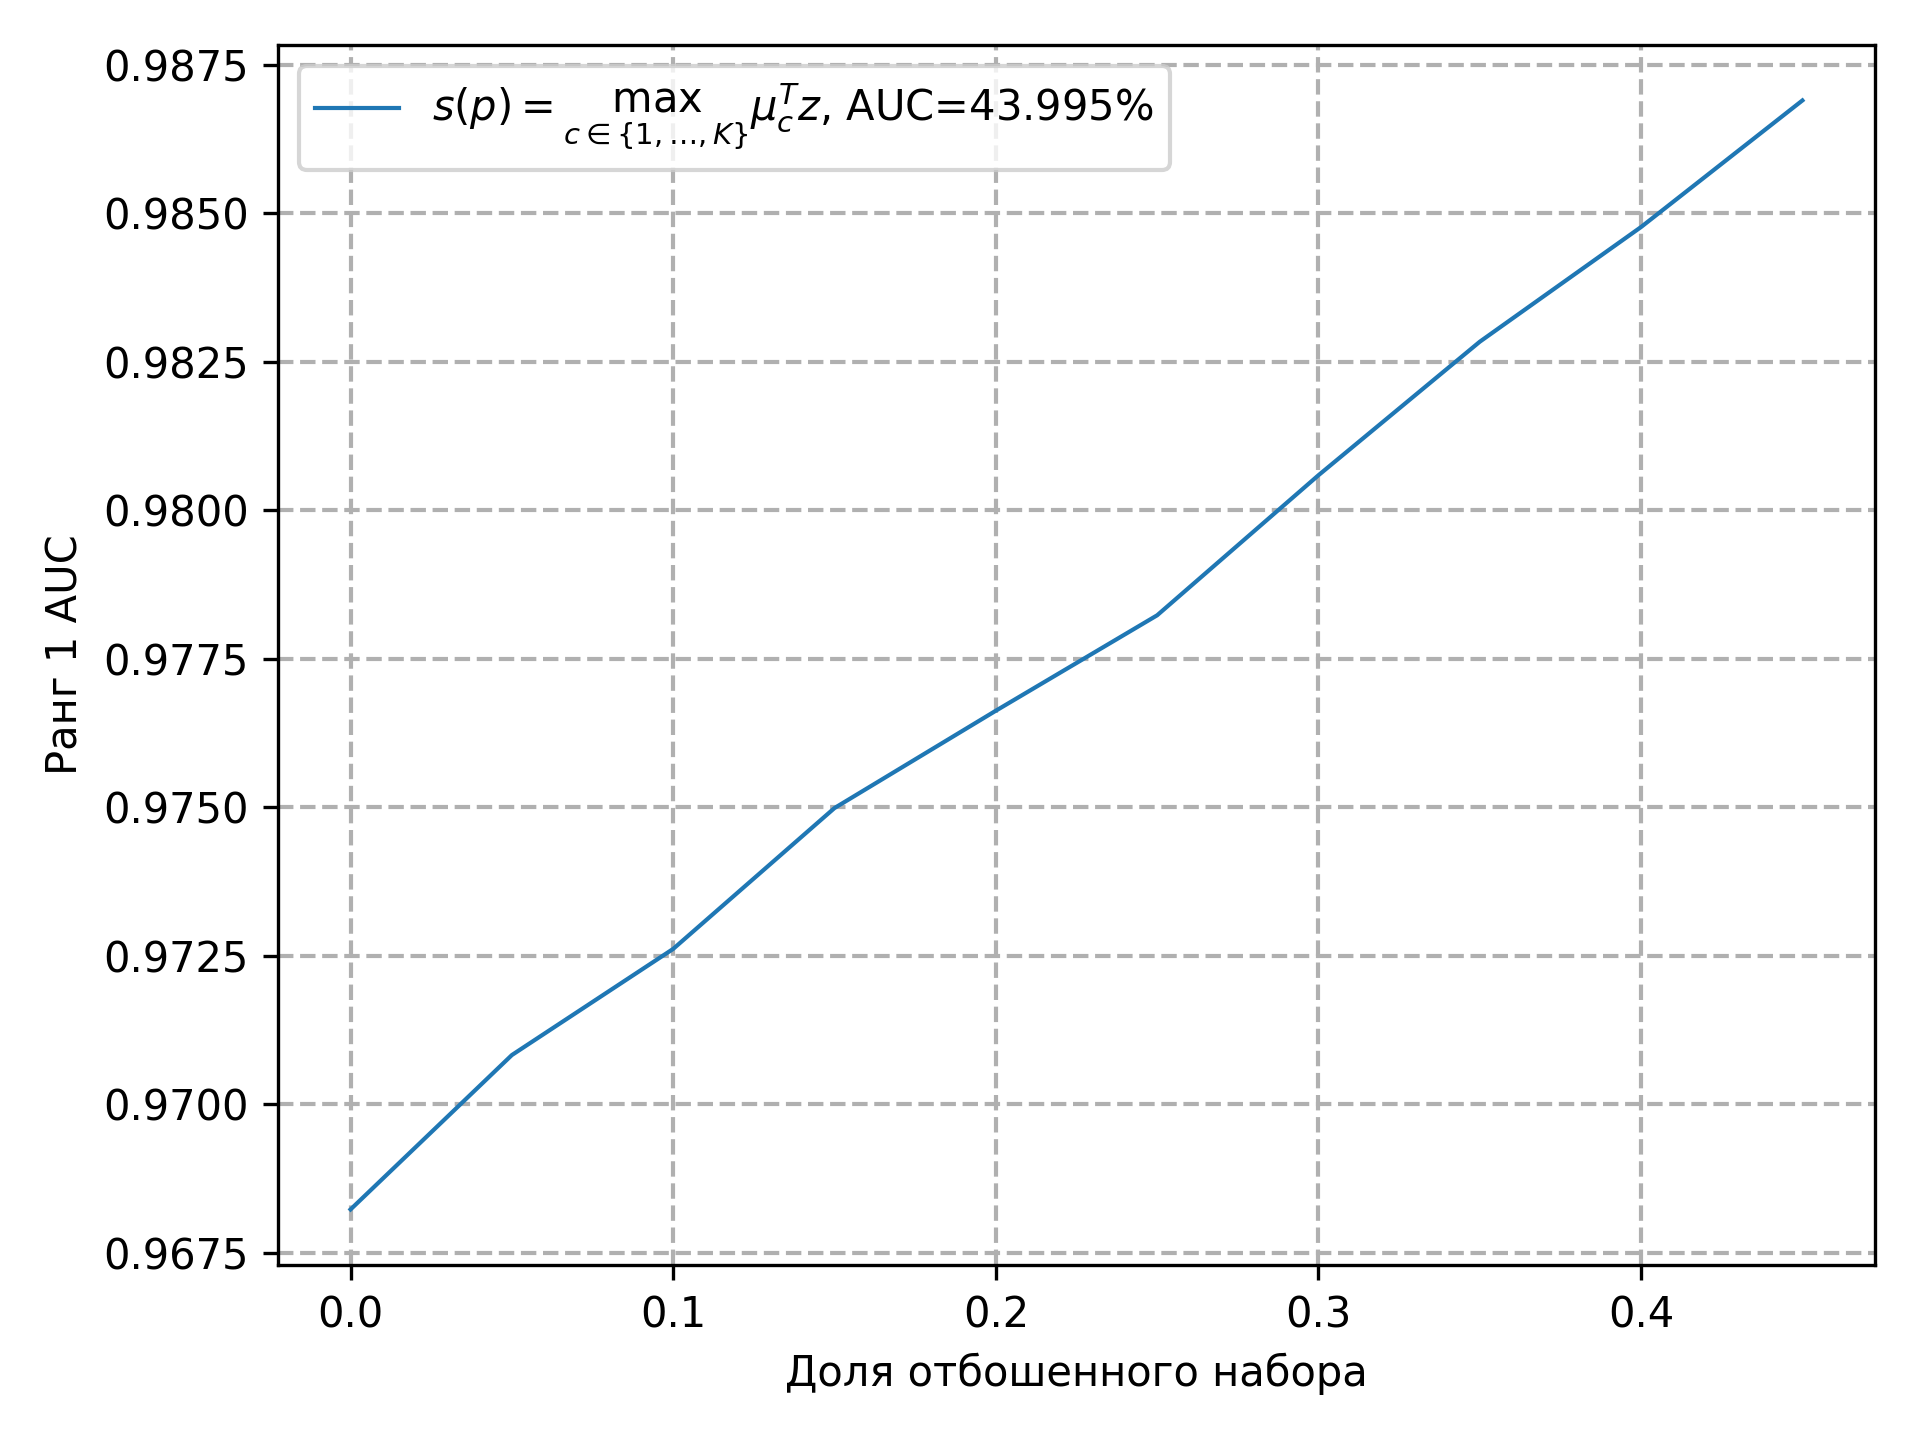 0.9875
s(p) = max c ∈ {1, ..., K} μ_c^T z, AUC=43.995%
0.9850
0.9825
0.9800
0.9775
0.9750
0.9725
0.9700
0.9675
Ранг 1 AUC
0.0 0.1 0.2 0.3 0.4
Доля отбошенного набора